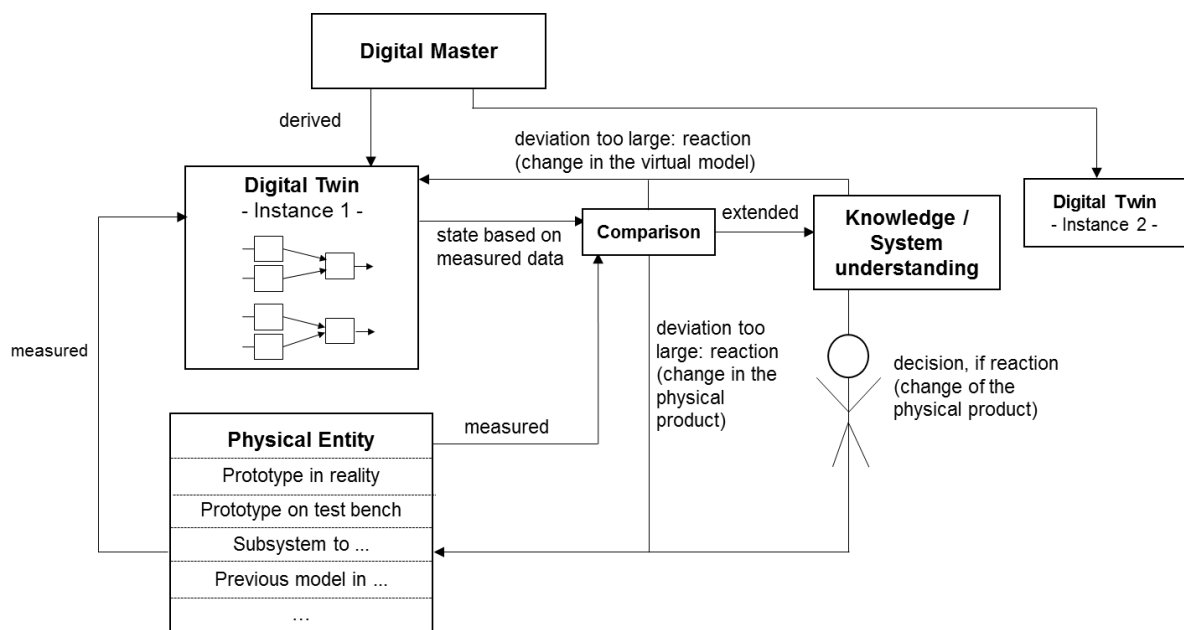 Digital Master
derived
deviation too large: reaction
(change in the virtual model)
Digital Twin
- Instance 1 -
state based on
measured data
Comparison
extended
Knowledge /
System
understanding
Digital Twin
- Instance 2 -
measured
deviation too
large: reaction
(change in the
physical
product)
decision, if reaction
(change of the
physical product)
Physical Entity
measured
Prototype in reality
Prototype on test bench
Subsystem to ...
Previous model in ...
...